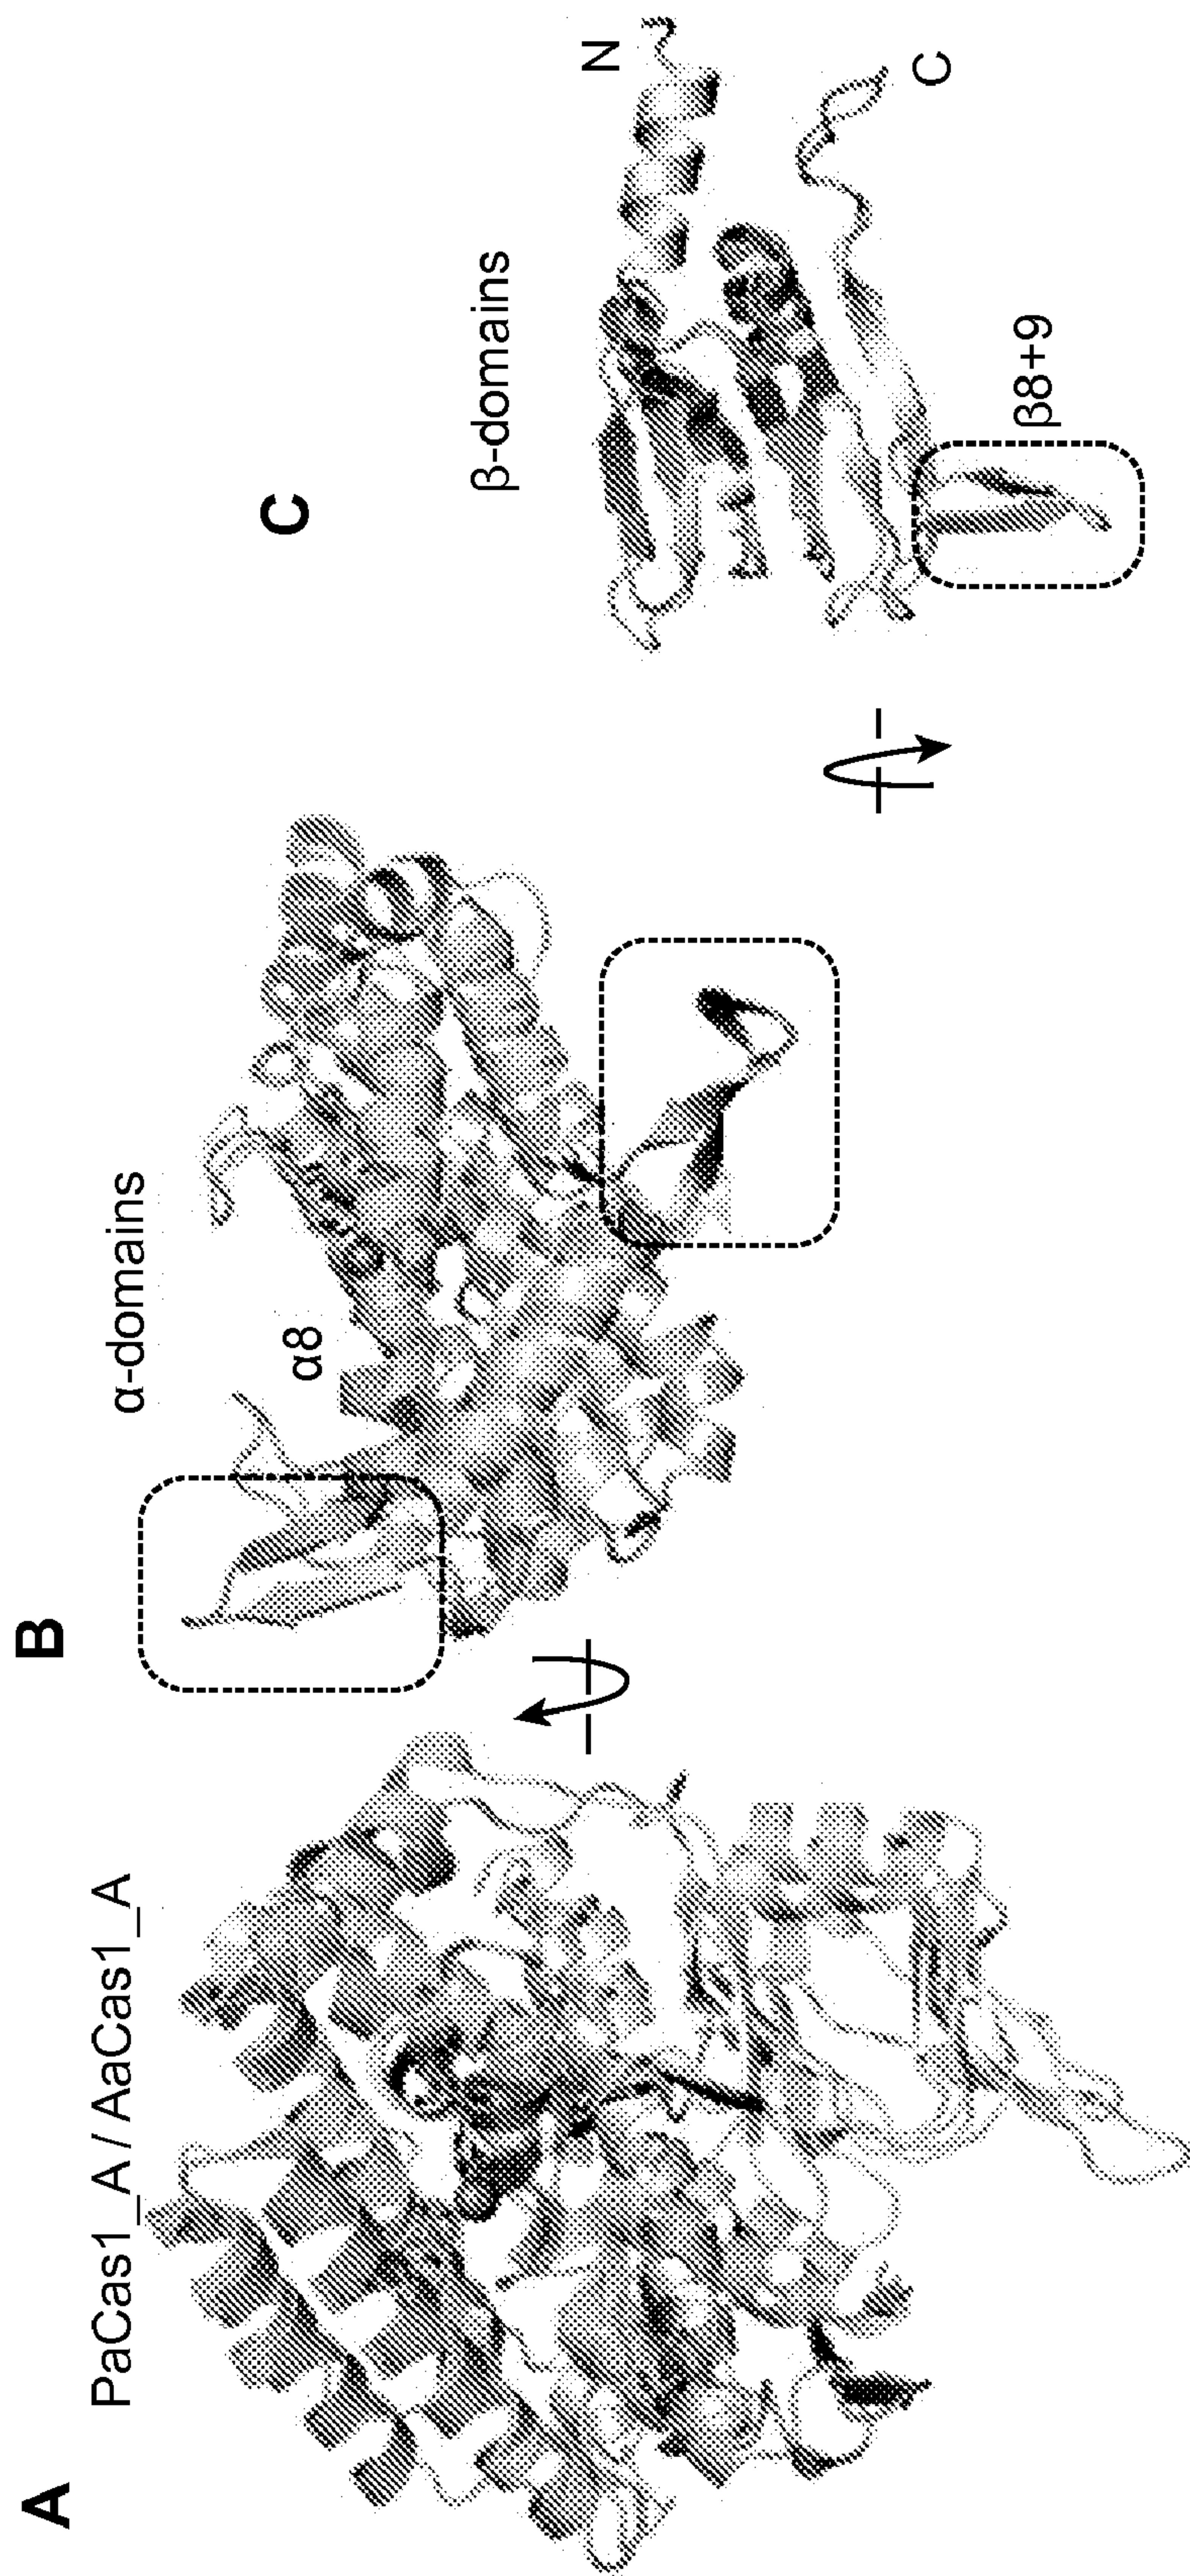 A
PaCas1_A / AaCas1_A
B
α-domains
α8
C
β-domains
N
C
β8+9